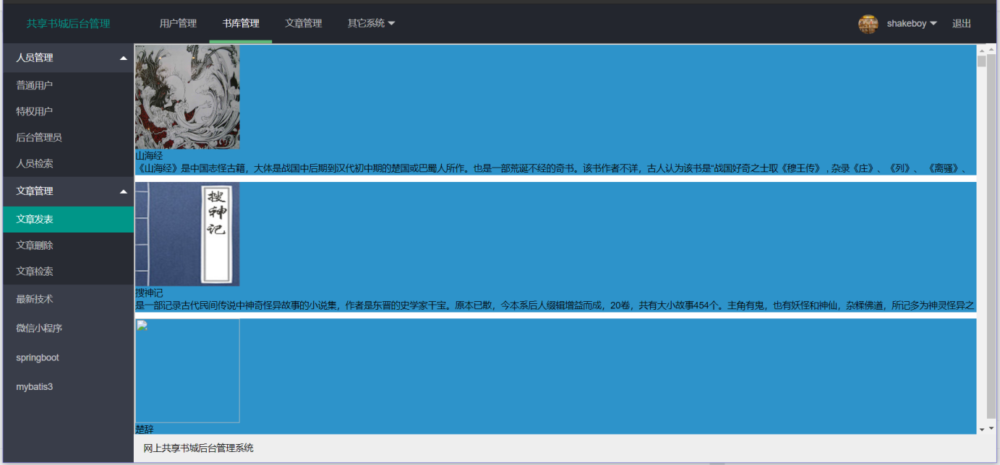 共享书城后台管理
用户管理
书库管理
文章管理
其它系统
shakeboy
退出
人员管理
普通用户
特权用户
后台管理员
人员检索
文章管理
文章发表
文章删除
文章检索
最新技术
微信小程序
springboot
mybatis3
山海经
《山海经》是中国志怪古籍，大体是战国中后期到汉代初中期的楚国或巴蜀人所作。也是一部荒诞不经的奇书。该书作者不详，古人认为该书是“战国好奇之士取《穆王传》，杂录《庄》、《列》、《离骚》、
搜神记
搜神记
是一部记录古代民间传说中神奇怪异故事的小说集，作者是东晋的史学家干宝。原本已散，今本系后人缀辑增益而成，20卷，共有大小故事454个。主角有鬼，也有妖怪和神仙，杂糅佛道，所记多为神灵怪异之
楚辞
网上共享书城后台管理系统